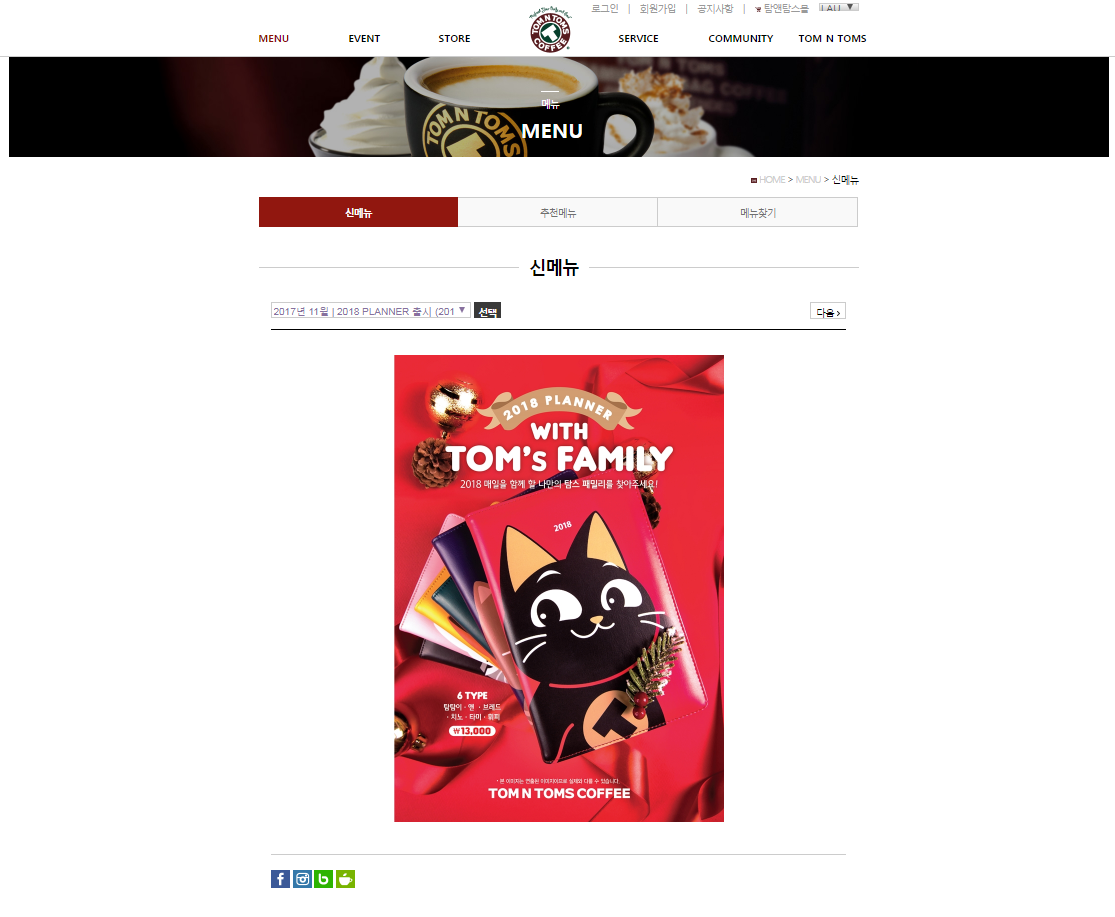 로그인 | 회원가입 | 공지사항 | 탐앤탐스몰
MENU EVENT STORE SERVICE COMMUNITY TOM N TOMS
TOM N TOMS
COFFEE
TOM N TOMS
메뉴
MENU
HOME > MENU > 신메뉴
신메뉴 추천메뉴 메뉴찾기
신메뉴
2017년 11월 | 2018 PLANNER 출시 (201 ▼ 선택 다음 >
2018 PLANNER
WITH
TOM's FAMILY
2018 매일을 함께 할 나만의 탐스 패밀리를 찾아주세요!
2018
6 TYPE
탐탐이 · 앤 · 브레드
· 치노 · 타미 · 휘피
₩13,000
* 본 이미지는 연출된 이미지이므로 실제와 다를 수 있습니다.
TOM N TOMS COFFEE